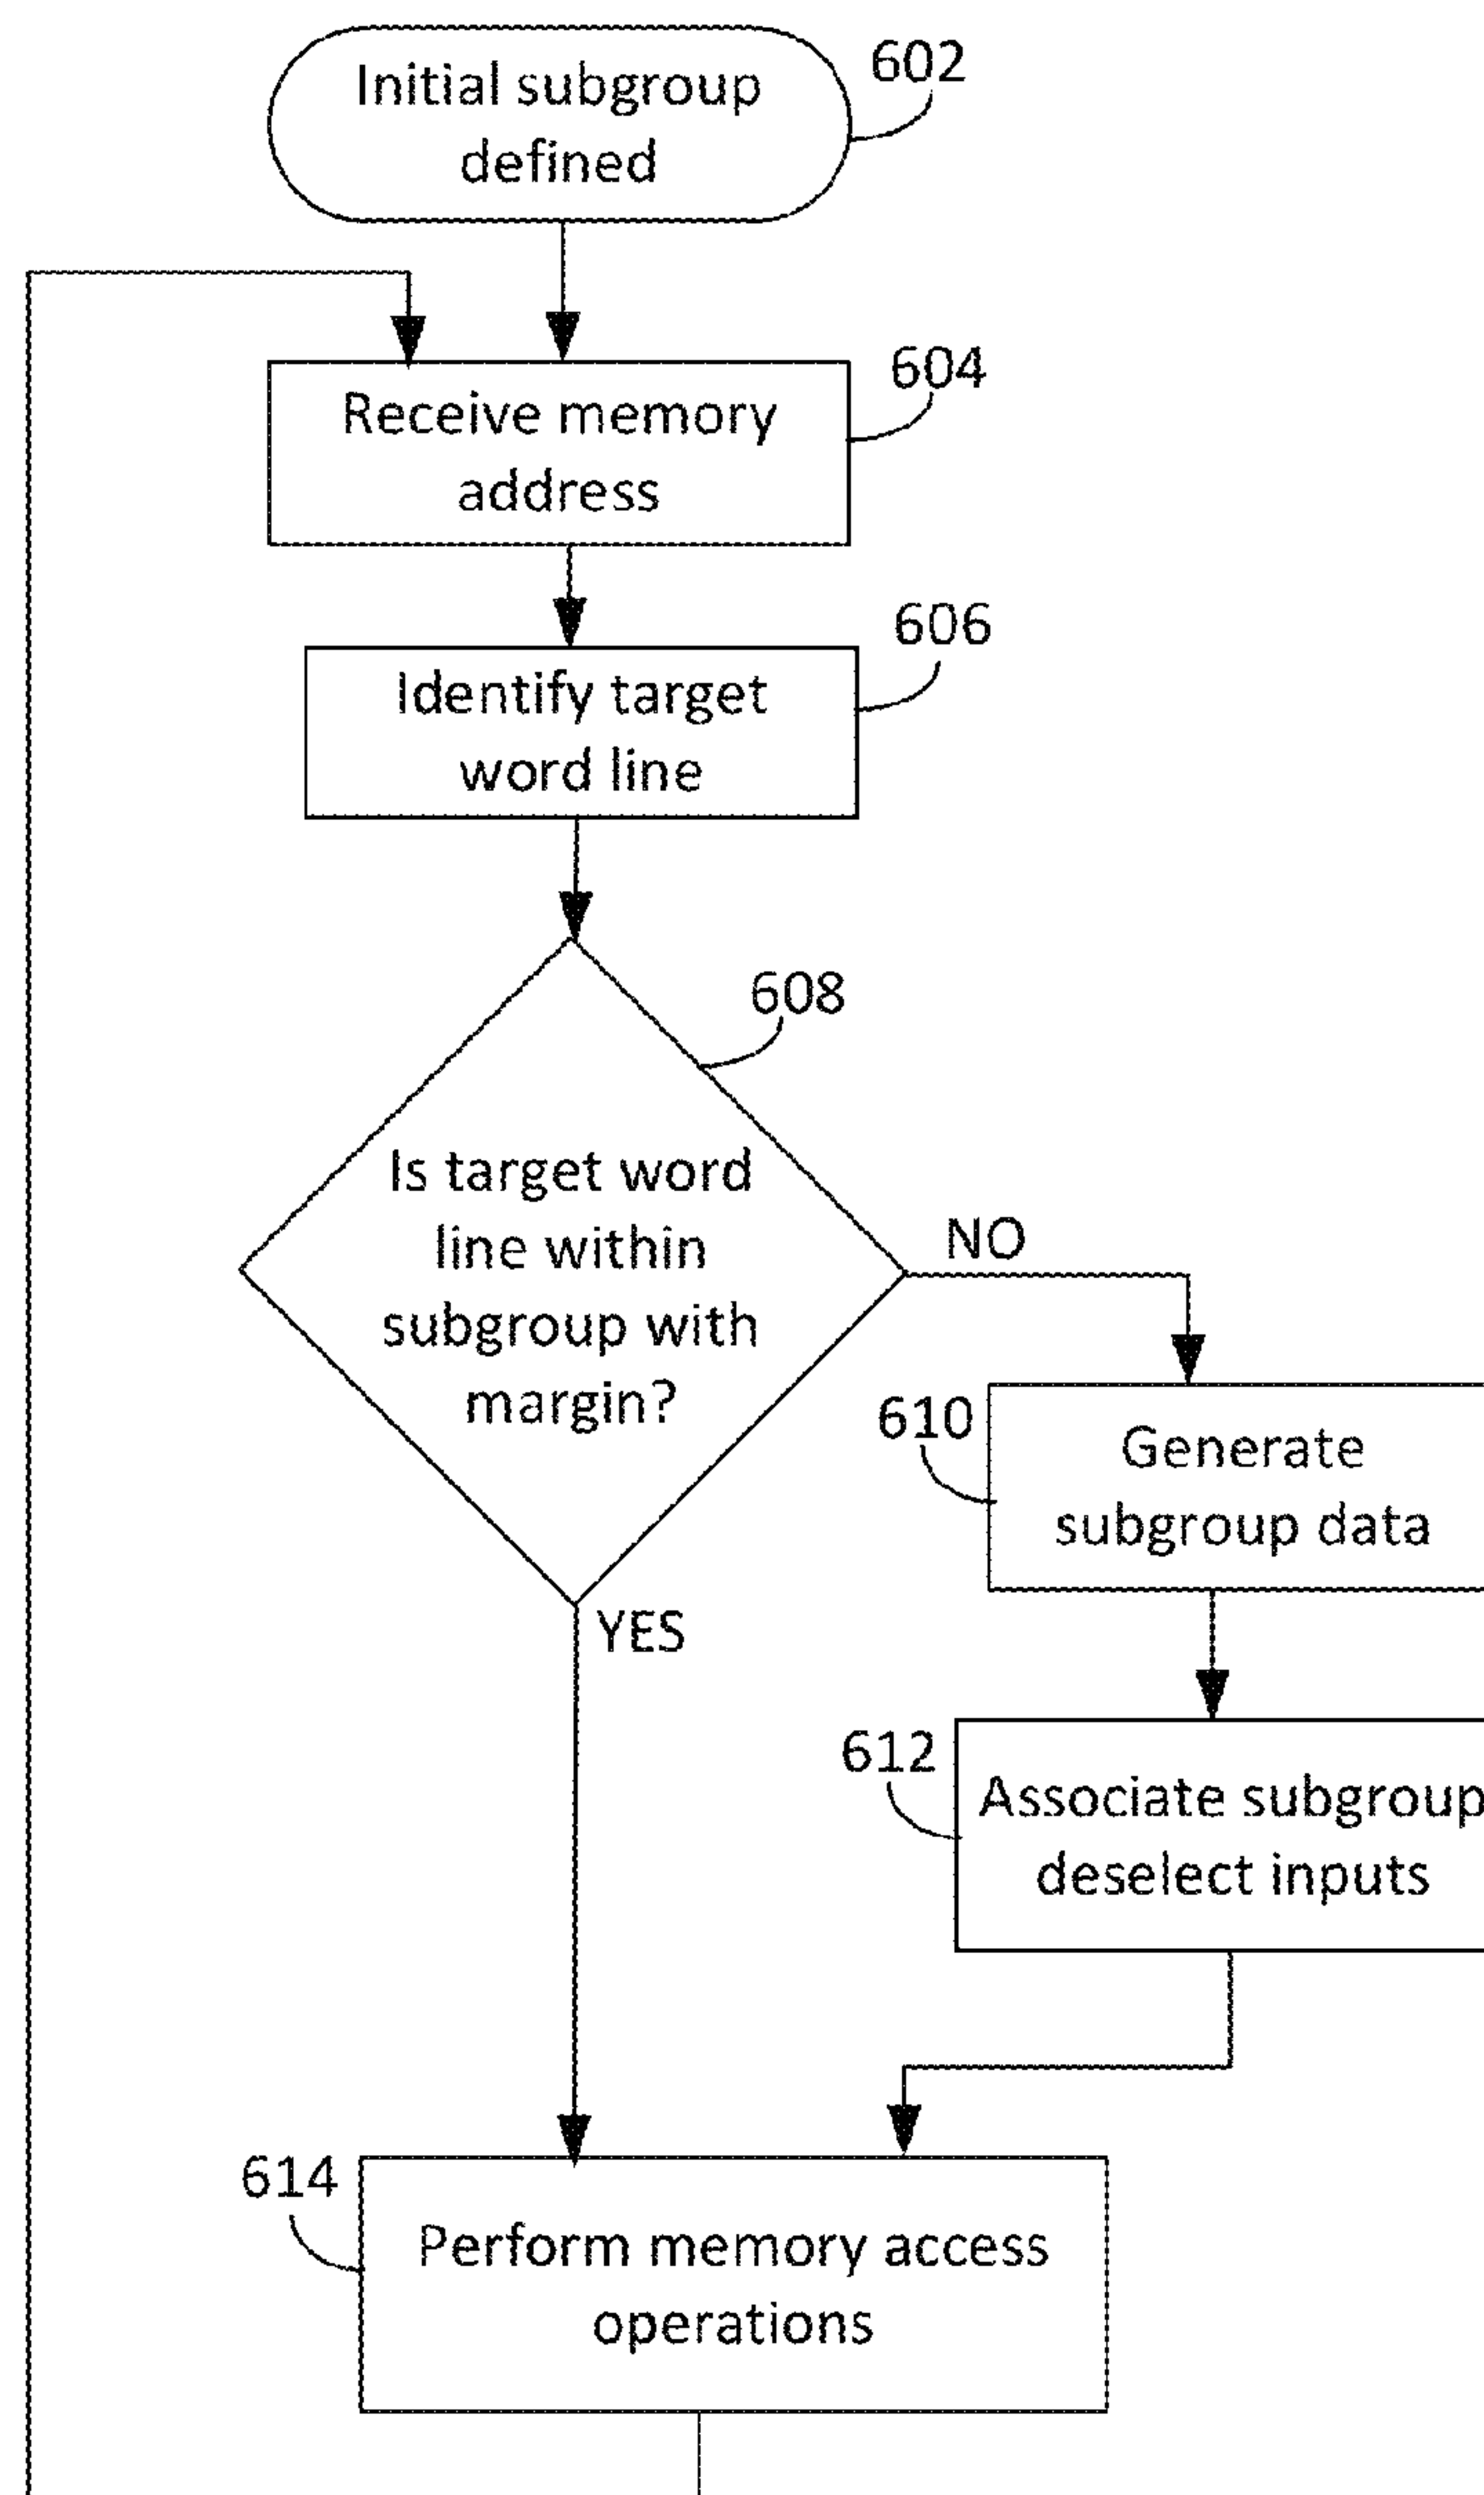 Initial subgroup
defined
602
Receive memory
address
604
Identify target
word line
606
608
Is target word
line within
subgroup with
margin?
NO
610
Generate
subgroup data
YES
612
Associate subgroup
deselect inputs
614
Perform memory access
operations